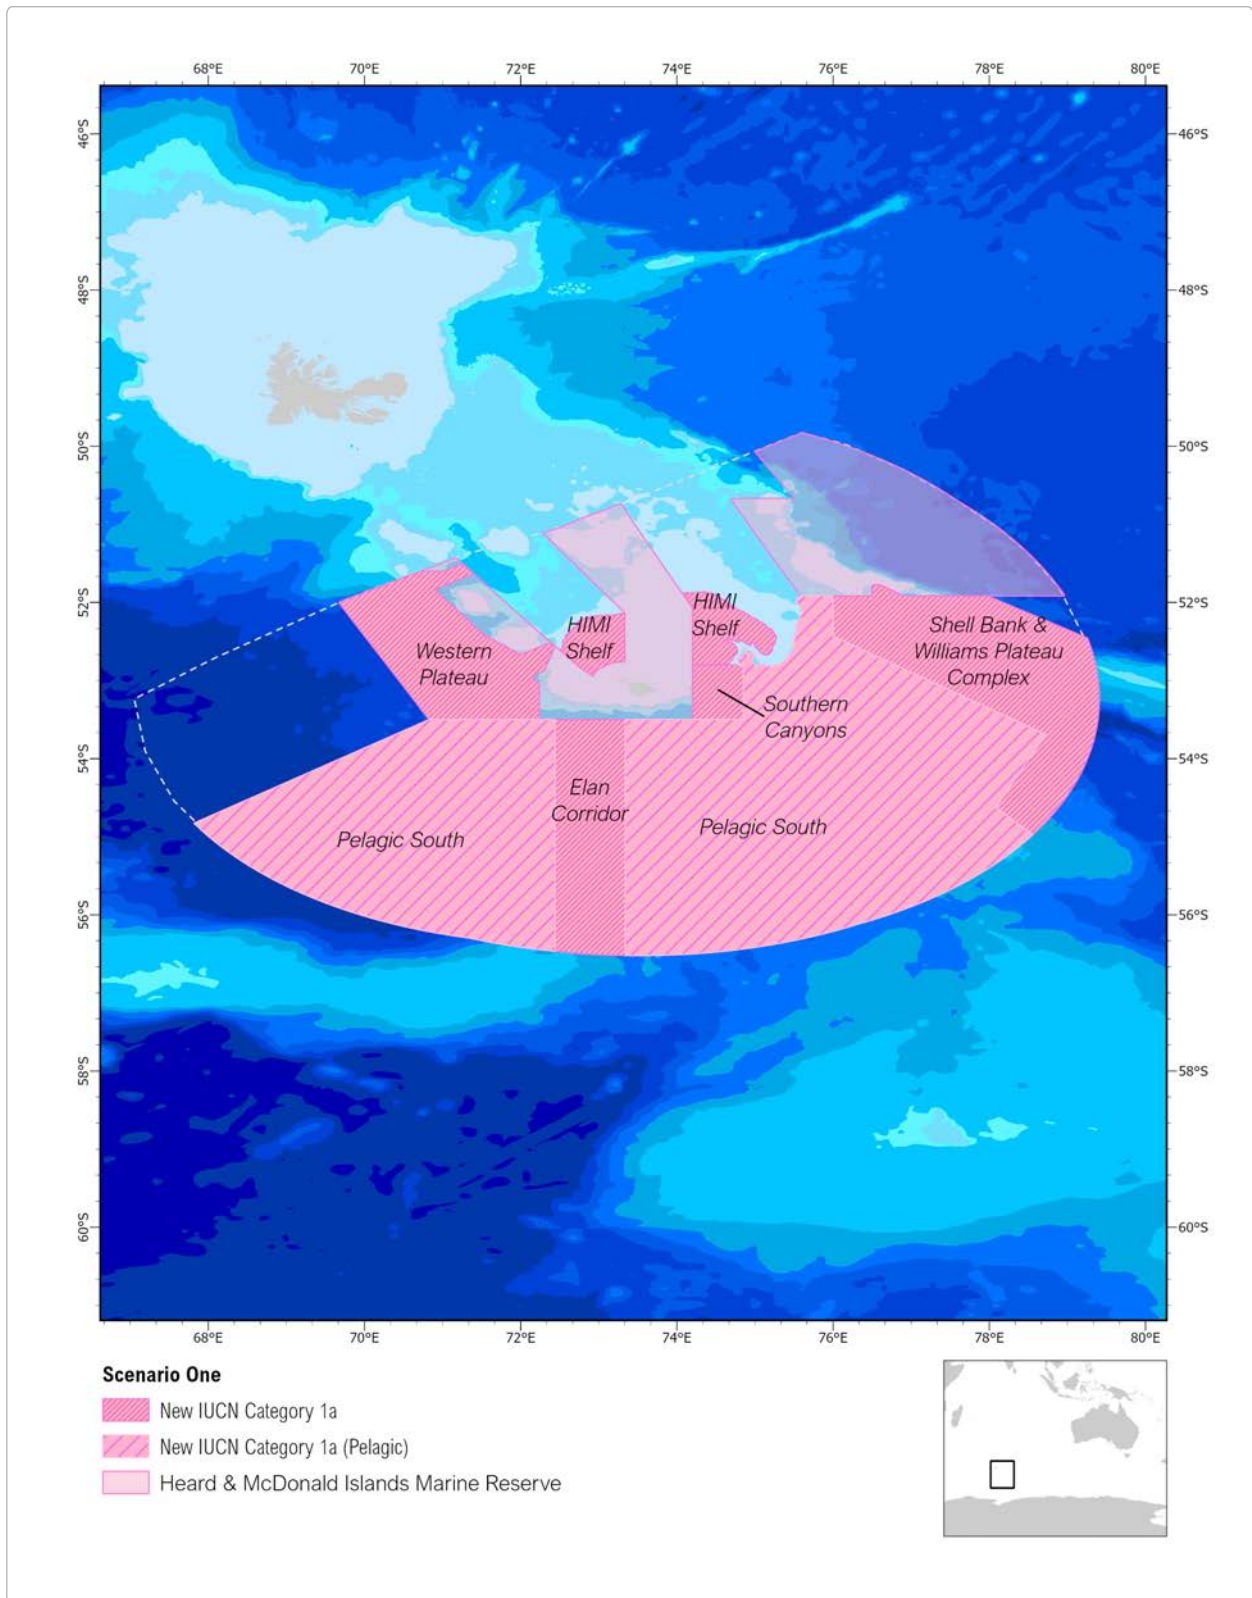 68°E 70°E 72°E 74°E 76°E 78°E 80°E
46°S 46°S
48°S 48°S
50°S 50°S
52°S 52°S
HIMI
Shelf
HIMI
Shelf
Western
Plateau
Shell Bank &
Williams Plateau
Complex
Southern
Canyons
54°S 54°S
Elan
Corridor
Pelagic South
Pelagic South
56°S 56°S
58°S 58°S
60°S 60°S
68°E 70°E 72°E 74°E 76°E 78°E 80°E
Scenario One
New IUCN Category 1a
New IUCN Category 1a (Pelagic)
Heard & McDonald Islands Marine Reserve